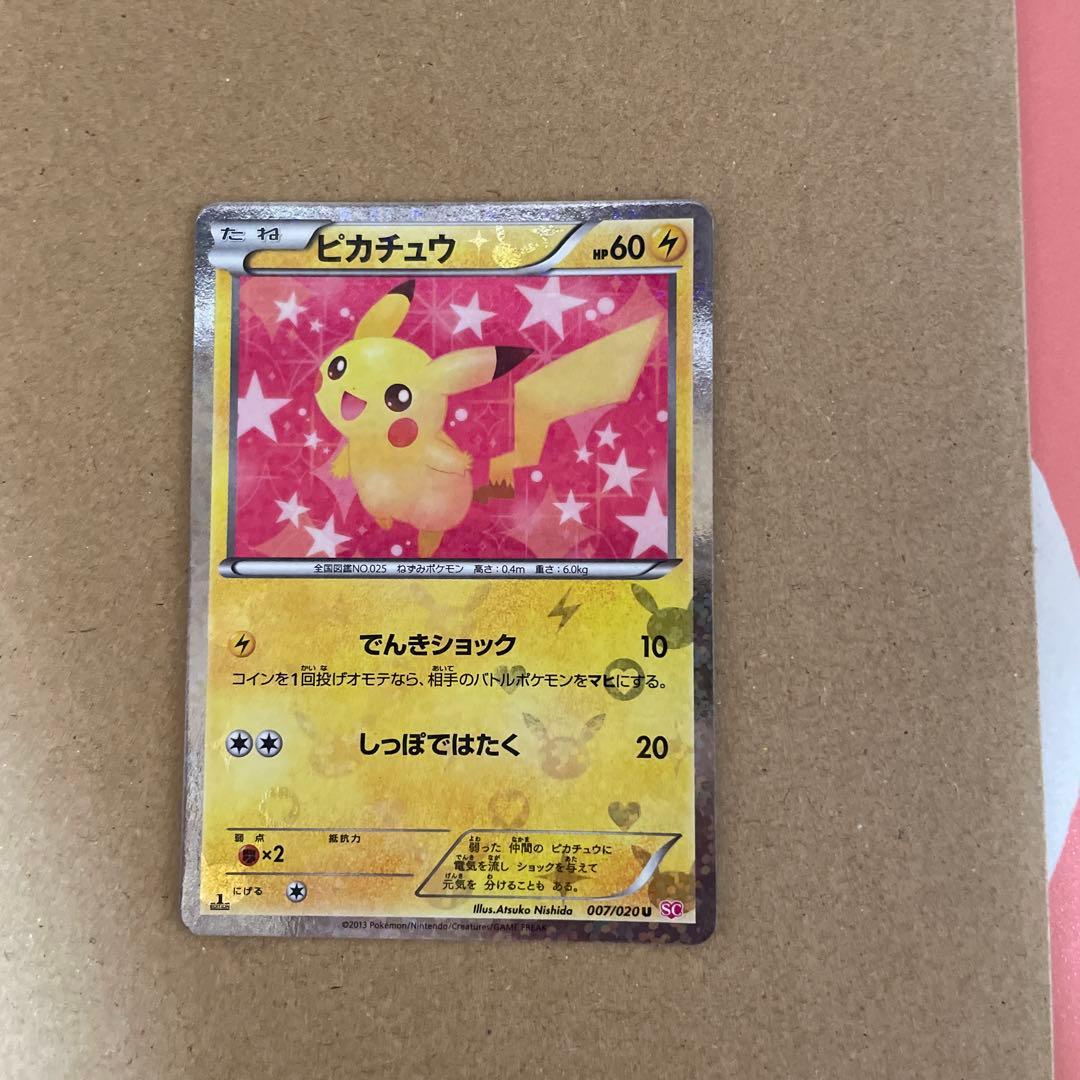 たね ピカチュウ HP60
全国図鑑NO.025 ねずみポケモン 高さ:0.4m 重さ:6.0kg
でんきショック 10
コインを1回投げオモテなら、相手のバトルポケモンをマヒにする。
しっぽではたく 20
弱点 抵抗力
×2
にげる
弱った 仲間の ピカチュウに
電気を流し ショックを与えて
元気を 分けることも ある。
1 EDITION
Illus.Atsuko Nishida 007/020 U SC
©2013 Pokémon/Nintendo/Creatures/GAME FREAK